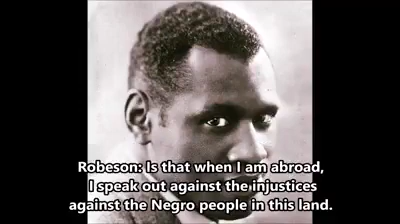 Robeson: Is that when I am abroad,
I speak out against the injustices
against the Negro people in this land.